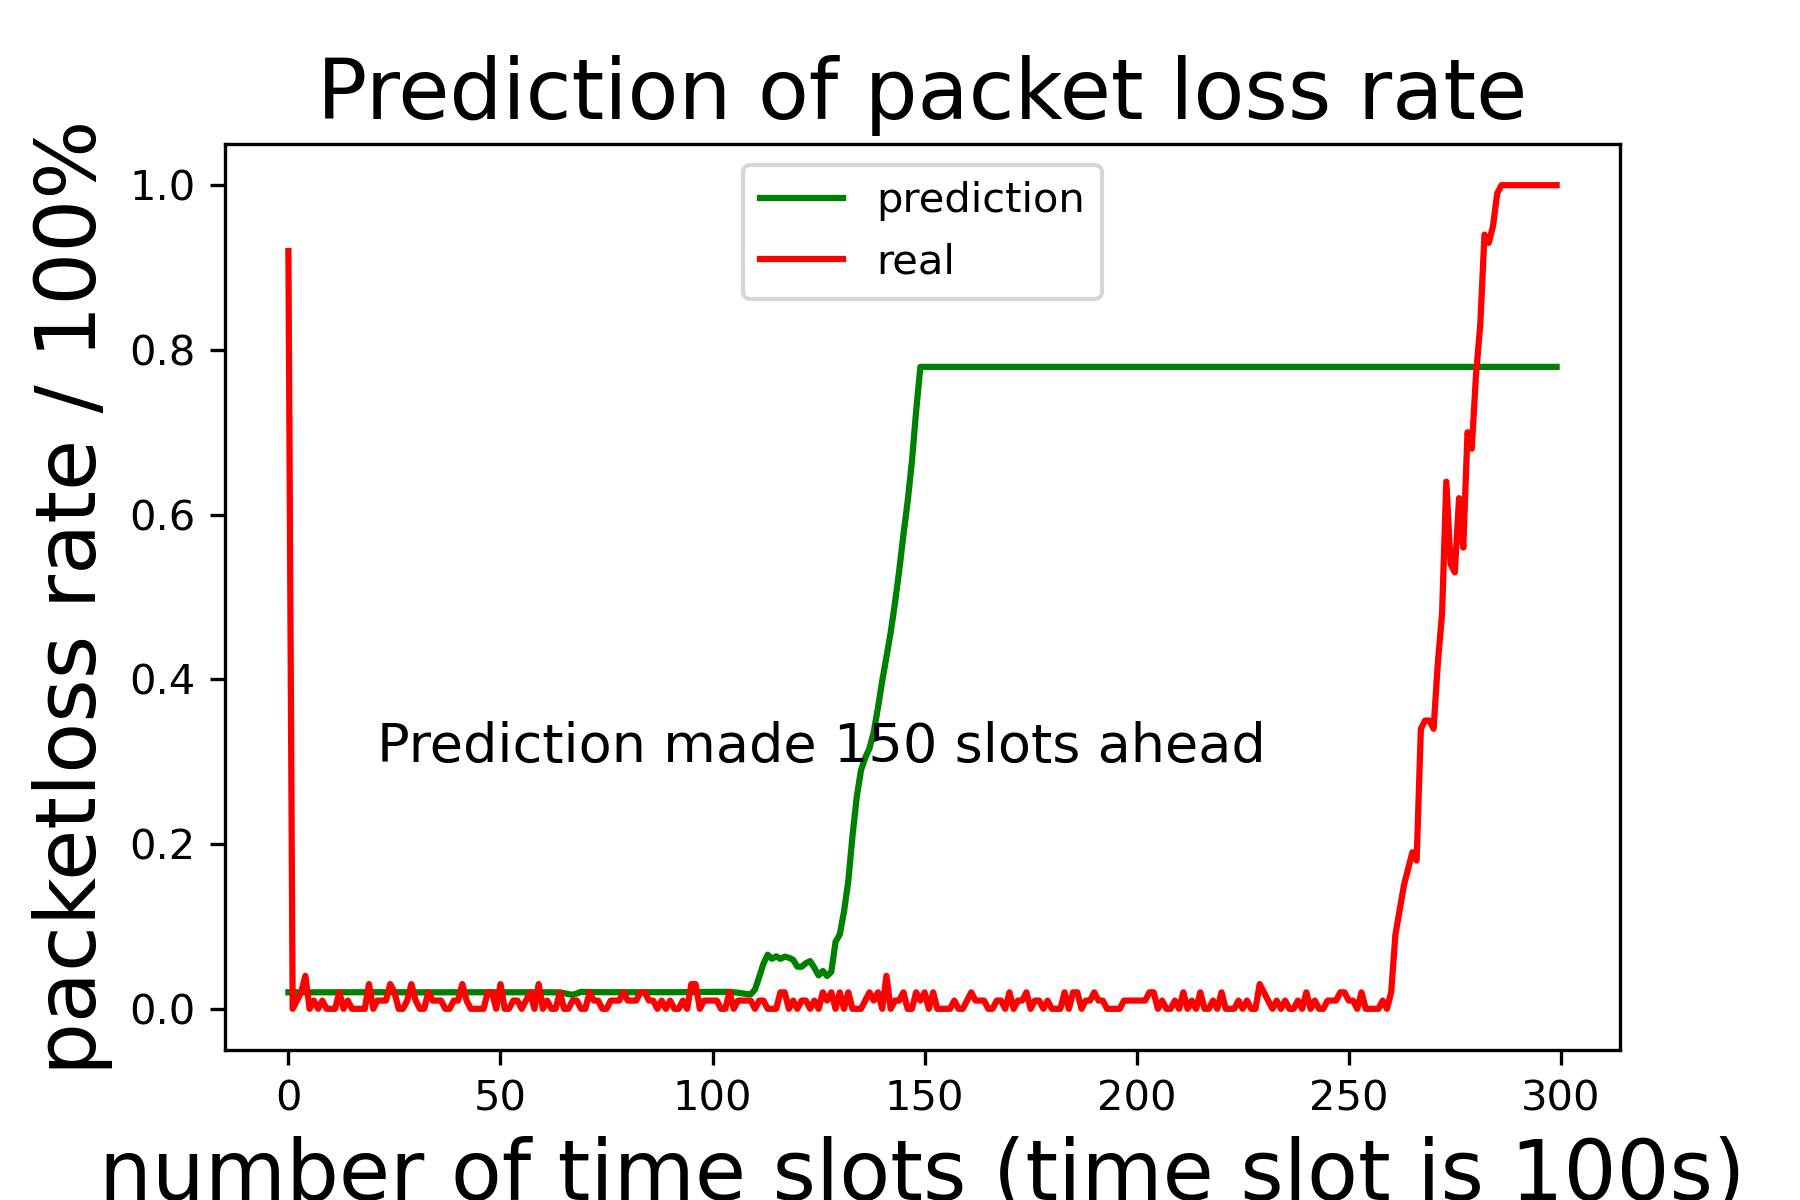 Prediction of packet loss rate
packetloss rate / 100%
1.0
0.8
0.6
0.4
0.2
0.0
prediction
real
Prediction made 150 slots ahead
0 50 100 150 200 250 300
number of time slots (time slot is 100s)